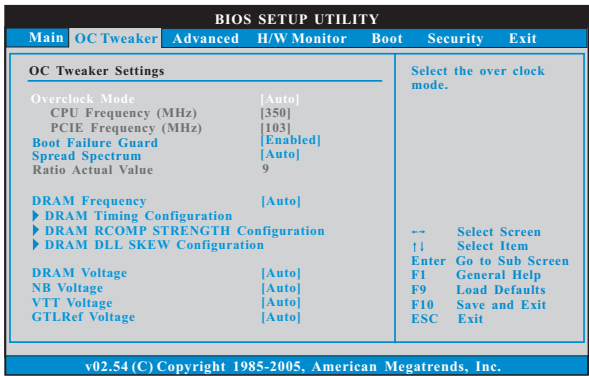 BIOS SETUP UTILITY
Main OC Tweaker Advanced H/W Monitor Boot Security Exit
OC Tweaker Settings
Overclock Mode [Auto]
CPU Frequency (MHz) [350]
PCIE Frequency (MHz) [103]
Boot Failure Guard [Enabled]
Spread Spectrum [Auto]
Ratio Actual Value 9
DRAM Frequency [Auto]
DRAM Timing Configuration
DRAM RCOMP STRENGTH Configuration
DRAM DLL SKEW Configuration
DRAM Voltage [Auto]
NB Voltage [Auto]
VTT Voltage [Auto]
GTLRef Voltage [Auto]
Select the over clock
mode.
←→ Select Screen
↑↓ Select Item
Enter Go to Sub Screen
F1 General Help
F9 Load Defaults
F10 Save and Exit
ESC Exit
v02.54 (C) Copyright 1985-2005, American Megatrends, Inc.